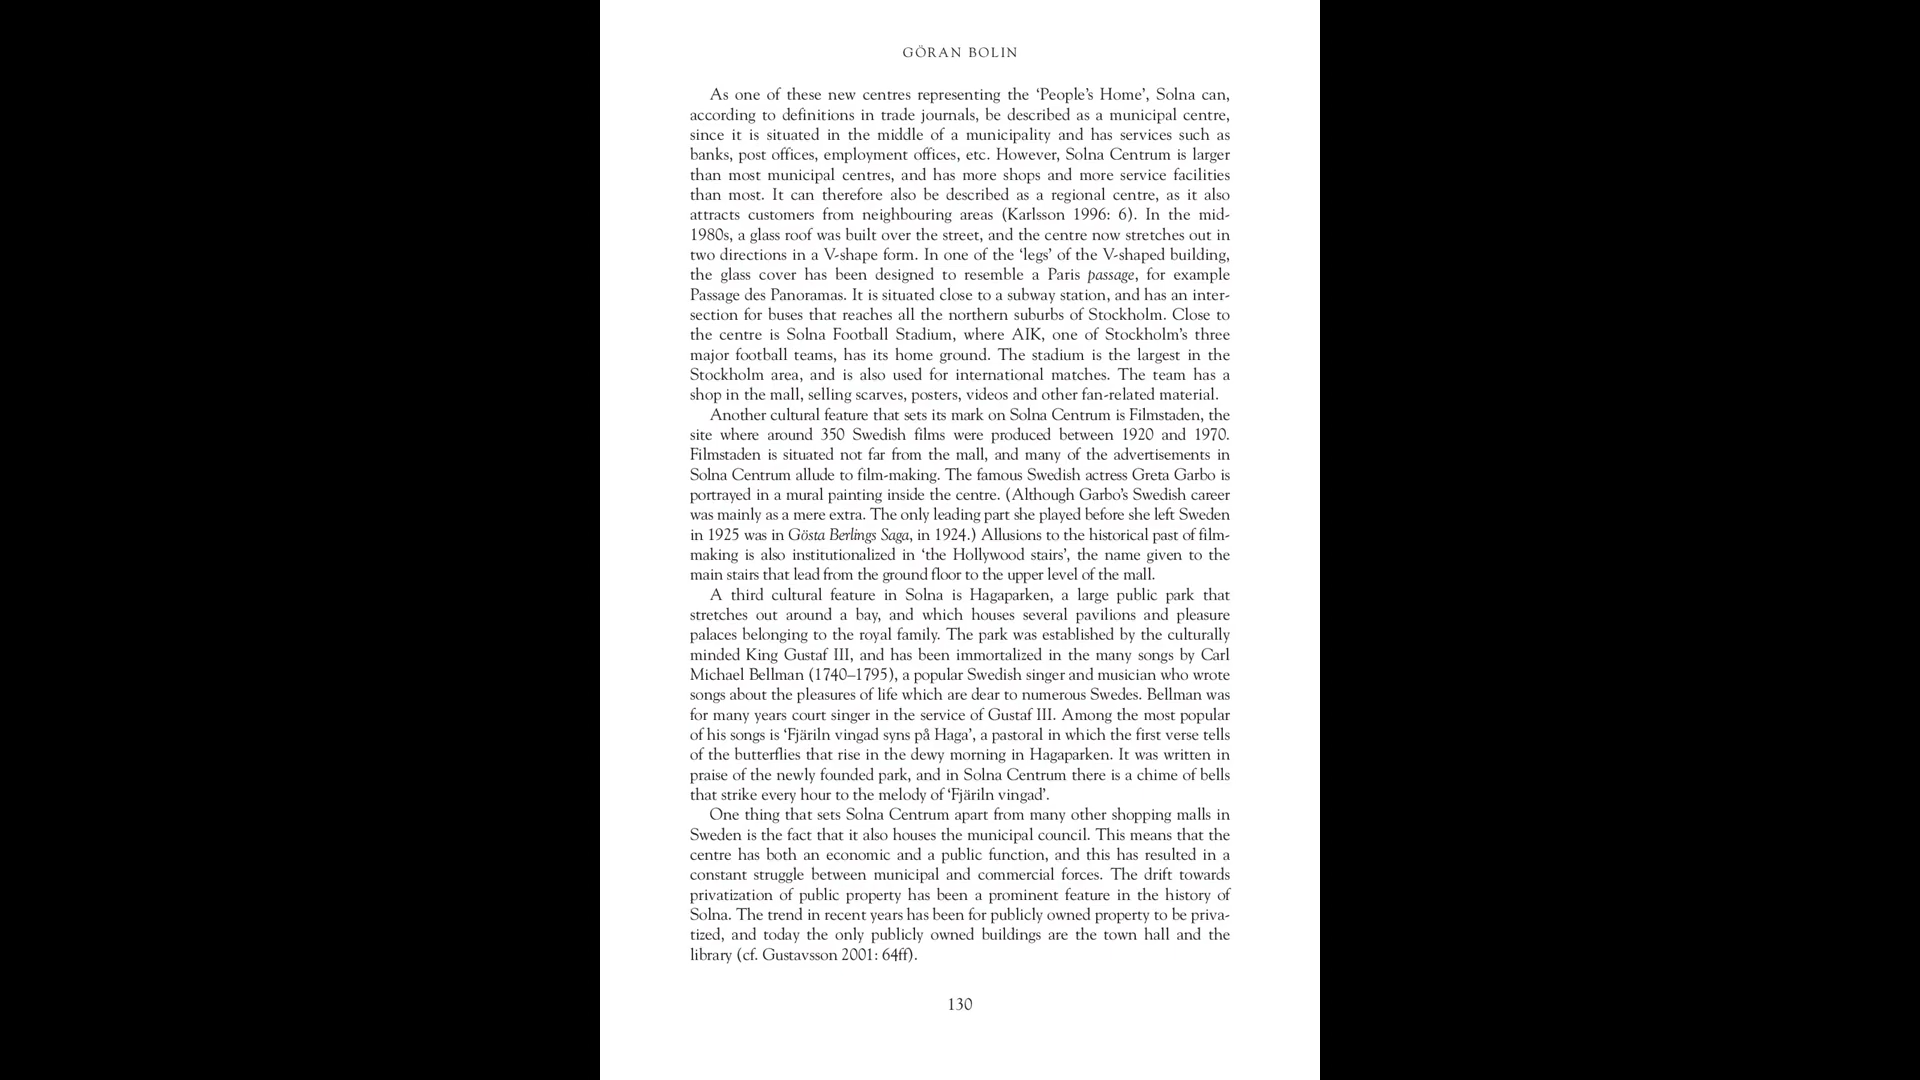 GÖRAN BOLIN
As one of these new centres representing the ‘People’s Home’, Solna can,
according to definitions in trade journals, be described as a municipal centre,
since it is situated in the middle of a municipality and has services such as
banks, post offices, employment offices, etc. However, Solna Centrum is larger
than most municipal centres, and has more shops and more service facilities
than most. It can therefore also be described as a regional centre, as it also
attracts customers from neighbouring areas (Karlsson 1996: 6). In the mid-
1980s, a glass roof was built over the street, and the centre now stretches out in
two directions in a V-shape form. In one of the ‘legs’ of the V-shaped building,
the glass cover has been designed to resemble a Paris passage, for example
Passage des Panoramas. It is situated close to a subway station, and has an inter-
section for buses that reaches all the northern suburbs of Stockholm. Close to
the centre is Solna Football Stadium, where AIK, one of Stockholm’s three
major football teams, has its home ground. The stadium is the largest in the
Stockholm area, and is also used for international matches. The team has a
shop in the mall, selling scarves, posters, videos and other fan-related material.
Another cultural feature that sets its mark on Solna Centrum is Filmstaden, the
site where around 350 Swedish films were produced between 1920 and 1970.
Filmstaden is situated not far from the mall, and many of the advertisements in
Solna Centrum allude to film-making. The famous Swedish actress Greta Garbo is
portrayed in a mural painting inside the centre. (Although Garbo’s Swedish career
was mainly as a mere extra. The only leading part she played before she left Sweden
in 1925 was in Gösta Berlings Saga, in 1924.) Allusions to the historical past of film-
making is also institutionalized in ‘the Hollywood stairs’, the name given to the
main stairs that lead from the ground floor to the upper level of the mall.
A third cultural feature in Solna is Hagaparken, a large public park that
stretches out around a bay, and which houses several pavilions and pleasure
palaces belonging to the royal family. The park was established by the culturally
minded King Gustaf III, and has been immortalized in the many songs by Carl
Michael Bellman (1740–1795), a popular Swedish singer and musician who wrote
songs about the pleasures of life which are dear to numerous Swedes. Bellman was
for many years court singer in the service of Gustaf III. Among the most popular
of his songs is ‘Fjäriln vingad syns på Haga’, a pastoral in which the first verse tells
of the butterflies that rise in the dewy morning in Hagaparken. It was written in
praise of the newly founded park, and in Solna Centrum there is a chime of bells
that strike every hour to the melody of ‘Fjäriln vingad’.
One thing that sets Solna Centrum apart from many other shopping malls in
Sweden is the fact that it also houses the municipal council. This means that the
centre has both an economic and a public function, and this has resulted in a
constant struggle between municipal and commercial forces. The drift towards
privatization of public property has been a prominent feature in the history of
Solna. The trend in recent years has been for publicly owned property to be priva-
tized, and today the only publicly owned buildings are the town hall and the
library (cf. Gustavsson 2001: 64ff).
130